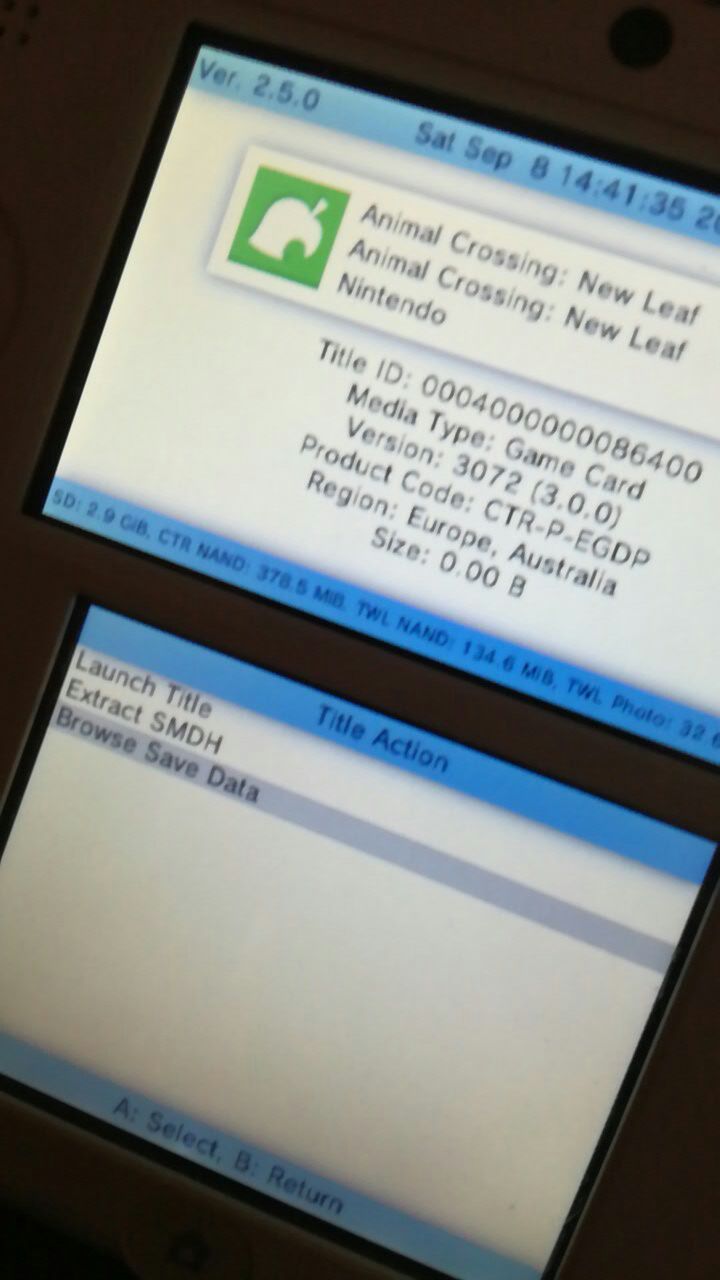 Ver. 2.5.0
Sat Sep 8 14:41:35
Animal Crossing: New Leaf
Animal Crossing: New Leaf
Nintendo
Title ID: 0004000000086400
Media Type: Game Card
Version: 3072 (3.0.0)
Product Code: CTR-P-EGDP
Region: Europe, Australia
Size: 0.00 B
SD: 2.9 GiB, CTR NAND: 378.5 MiB, TWL NAND: 134.6 MiB, TWL Photo: 32.6
Title Action
Launch Title
Extract SMDH
Browse Save Data
A: Select, B: Return